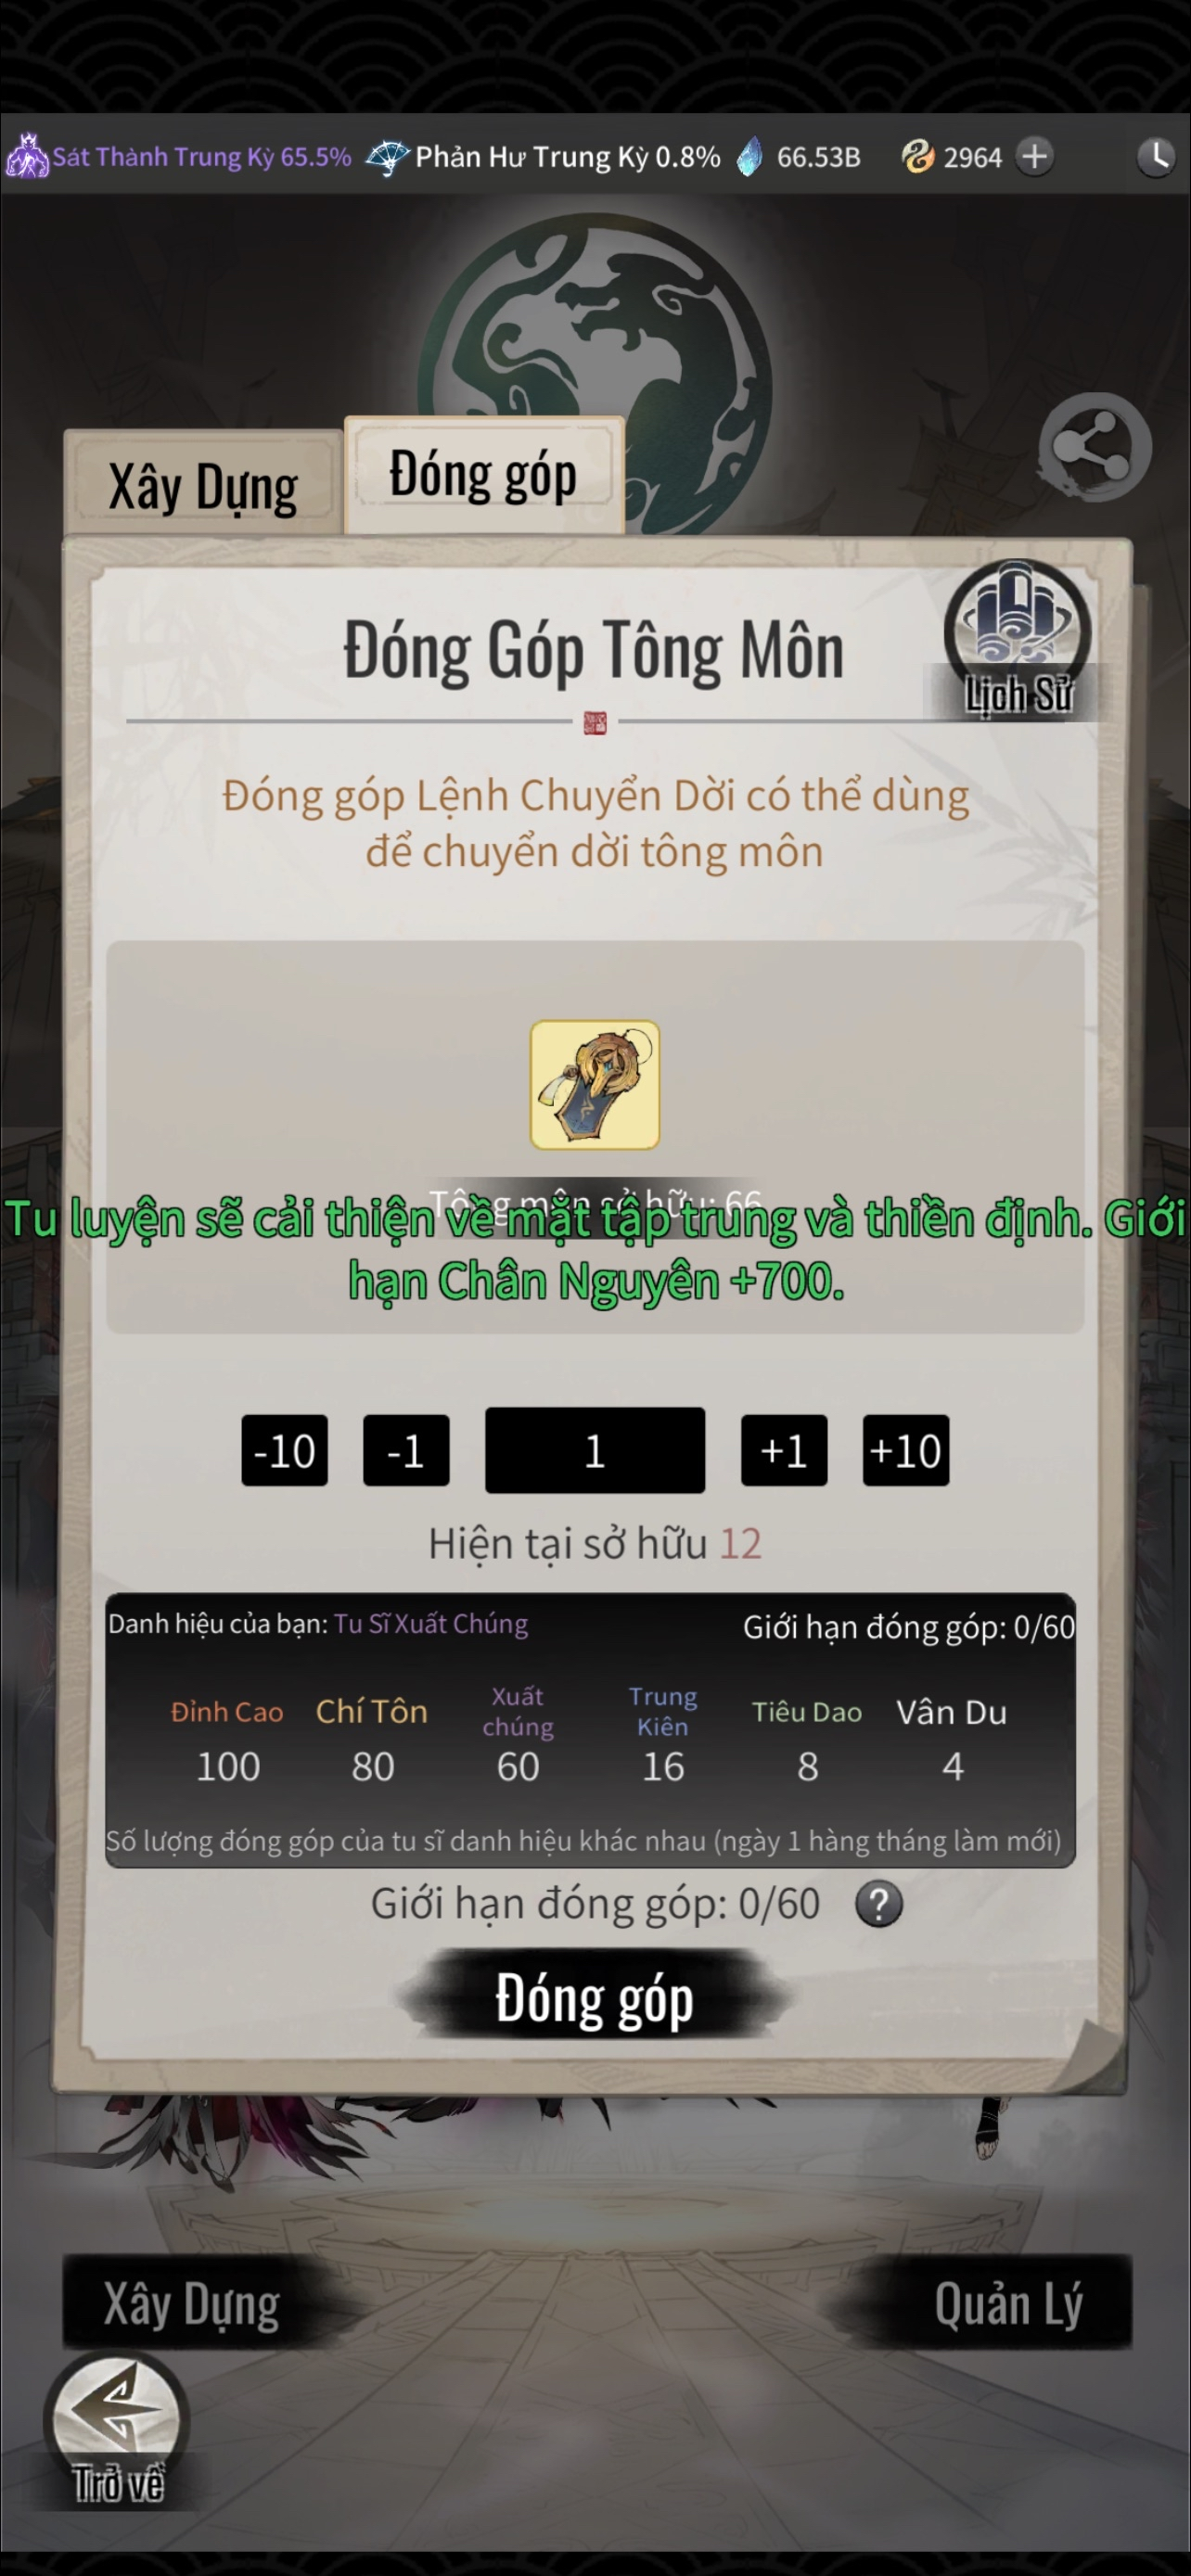 Sát Thành Trung Kỳ 65.5% Phản Hư Trung Kỳ 0.8% 66.53B 2964
Xây Dựng
Đóng góp
Đóng Góp Tông Môn
Lịch Sử
Đóng góp Lệnh Chuyển Dời có thể dùng
để chuyển dời tông môn
Tông môn sở hữu: 66
Tu luyện sẽ cải thiện về mặt tập trung và thiền định. Giới
hạn Chân Nguyên +700.
-10 -1 1 +1 +10
Hiện tại sở hữu 12
Danh hiệu của bạn: Tu Sĩ Xuất Chúng
Giới hạn đóng góp: 0/60
Đỉnh Cao
Chí Tôn
Xuất
chúng
Trung
Kiên
Tiêu Dao
Vân Du
100 80 60 16 8 4
Số lượng đóng góp của tu sĩ danh hiệu khác nhau (ngày 1 hàng tháng làm mới)
Giới hạn đóng góp: 0/60 ?
Đóng góp
Xây Dựng
Quản Lý
Trở về